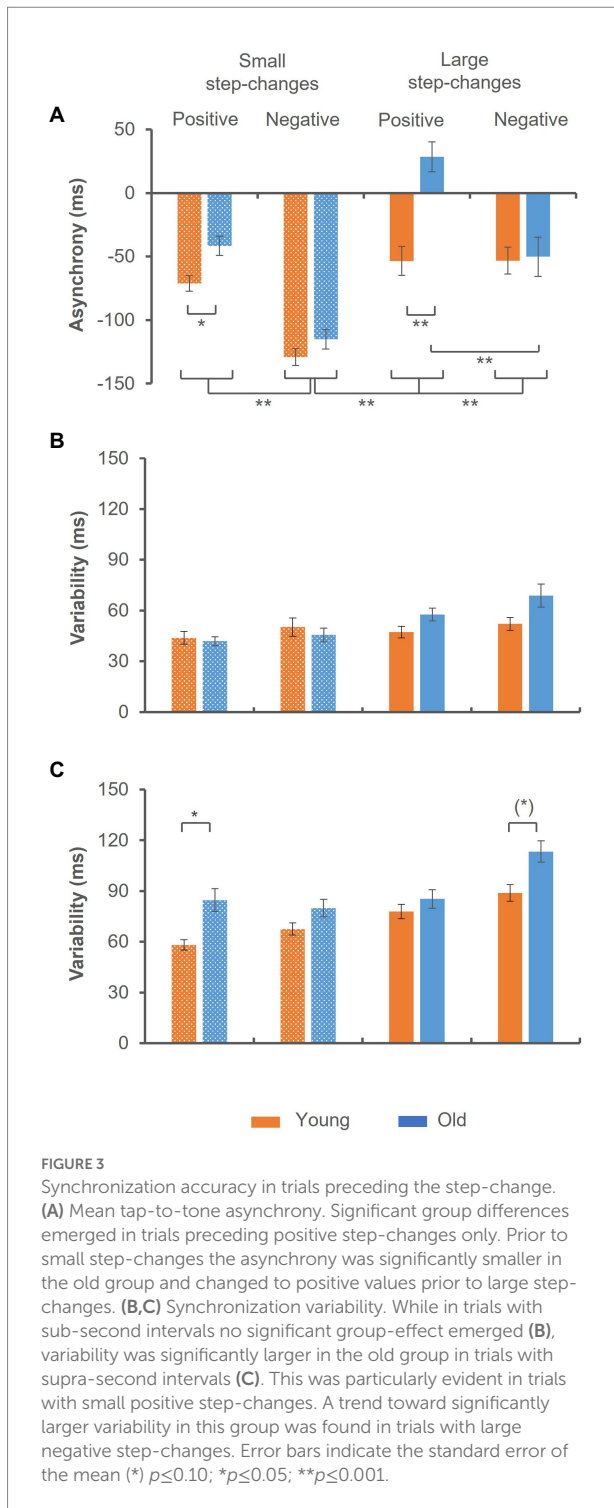 Small
step-changes
Large
step-changes
A
Positive
Negative
Positive
Negative
50
0
-50
-100
-150
Asynchrony (ms)
*
**
**
**
**
**
B
150
120
90
60
30
0
Variability (ms)
C
150
120
90
60
30
0
Variability (ms)
*
(*)
Young
Old
FIGURE 3
Synchronization accuracy in trials preceding the step-change.
(A) Mean tap-to-tone asynchrony. Significant group differences
emerged in trials preceding positive step-changes only. Prior to
small step-changes the asynchrony was significantly smaller in
the old group and changed to positive values prior to large step-
changes. (B,C) Synchronization variability. While in trials with
sub-second intervals no significant group-effect emerged (B),
variability was significantly larger in the old group in trials with
supra-second intervals (C). This was particularly evident in trials
with small positive step-changes. A trend toward significantly
larger variability in this group was found in trials with large
negative step-changes. Error bars indicate the standard error of
the mean (*) p≤0.10; *p≤0.05; **p≤0.001.